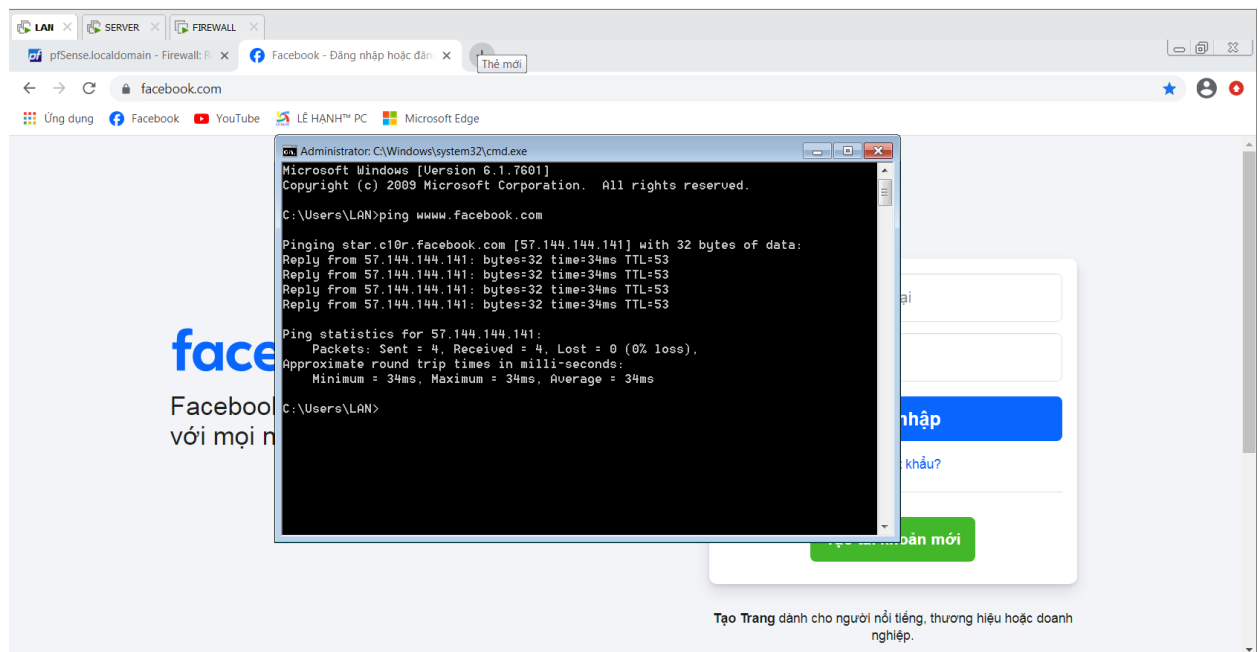 LAN SERVER FIREWALL
pfSense.localdomain - Firewall: R Facebook - Đăng nhập hoặc đăn
Thẻ mới
facebook.com
Ứng dụng Facebook YouTube LÊ HẠNH™ PC Microsoft Edge
Administrator: C:\Windows\system32\cmd.exe
Microsoft Windows [Version 6.1.7601]
Copyright (c) 2009 Microsoft Corporation. All rights reserved.
C:\Users\LAN>ping wwww.facebook.com
Pinging star.c10r.facebook.com [57.144.144.141] with 32 bytes of data:
Reply from 57.144.144.141: bytes=32 time=34ms TTL=53
Reply from 57.144.144.141: bytes=32 time=34ms TTL=53
Reply from 57.144.144.141: bytes=32 time=34ms TTL=53
Reply from 57.144.144.141: bytes=32 time=34ms TTL=53
Ping statistics for 57.144.144.141:
Packets: Sent = 4, Received = 4, Lost = 0 (0% loss),
Approximate round trip times in milli-seconds:
Minimum = 34ms, Maximum = 34ms, Average = 34ms
C:\Users\LAN>
ại
face
Facebool
với mọi n
nhập
khẩu?
khoản mới
Tạo Trang dành cho người nổi tiếng, thương hiệu hoặc doanh
nghiệp.